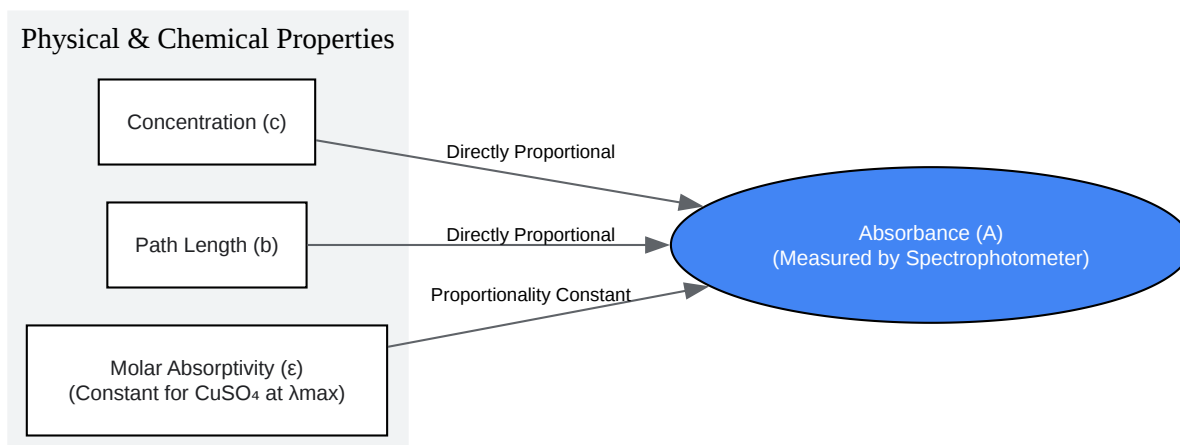 Physical & Chemical Properties
Concentration (c)
Directly Proportional
Path Length (b)
Directly Proportional
Absorbance (A)
(Measured by Spectrophotometer)
Proportionality Constant
Molar Absorptivity (ε)
(Constant for CuSO₄ at λmax)